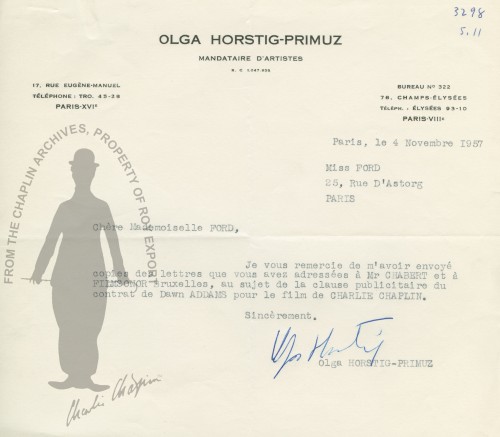 3298
5.11
OLGA HORSTIG-PRIMUZ
MANDATAIRE D'ARTISTES
17, RUE EUGÈNE-MANUEL
TÉLÉPHONE: TRO. 43-28
PARIS-XVIe
BUREAU No 322
78, CHAMPS-ÉLYSÉES
TÉLÉPH. : ÉLYSÉES 93-10
PARIS-VIIIe
Paris, le 4 Novembre 1957
Miss FORD
25, Rue D'Astorg
PARIS
Chère Mademoiselle FORD,
Je vous remercie de m'avoir envoyé
copies des lettres que vous avez adressées à Mr CHABERT et à
FILMSONOR Bruxelles, au sujet de la clause publicitaire du
contrat de Dawn ADDAMS pour le film de CHARLIE CHAPLIN.
Sincèrement.
olga HORSTIG-PRIMUZ
FROM THE CHAPLIN ARCHIVES, PROPERTY OF ROY EXPORT
Charlie Chaplin